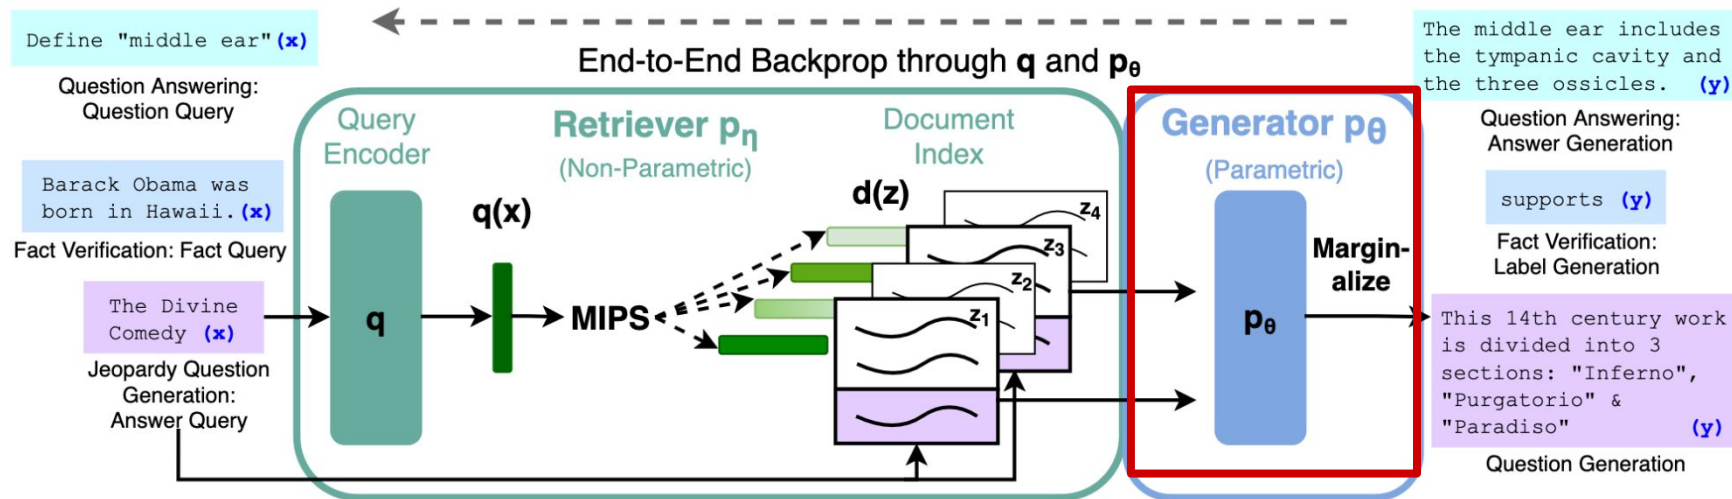 Define "middle ear" (x)
Question Answering:
Question Query
Barack Obama was
born in Hawaii. (x)
Fact Verification: Fact Query
The Divine
Comedy (x)
Jeopardy Question
Generation:
Answer Query
End-to-End Backprop through q and pθ
Query
Encoder
q
q(x)
Retriever pη
(Non-Parametric)
MIPS
Document
Index
d(z)
z4
z3
z2
z1
Generator pθ
(Parametric)
pθ
Margin-
alize
The middle ear includes
the tympanic cavity and
the three ossicles. (y)
Question Answering:
Answer Generation
supports (y)
Fact Verification:
Label Generation
This 14th century work
is divided into 3
sections: "Inferno",
"Purgatorio" &
"Paradiso" (y)
Question Generation